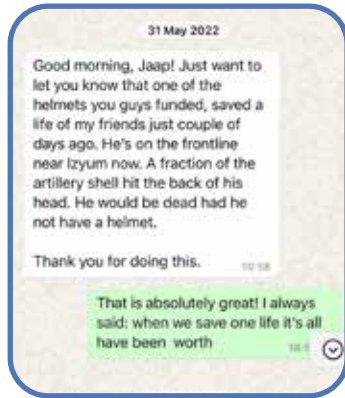 31 May 2022
Good morning, Jaap! Just want to
let you know that one of the
helmets you guys funded, saved a
life of my friends just couple of
days ago. He's on the frontline
near Izyum now. A fraction of the
artillery shell hit the back of his
head. He would be dead had he
not have a helmet.
Thank you for doing this.
That is absolutely great! I always
said: when we save one life it's all
have been worth